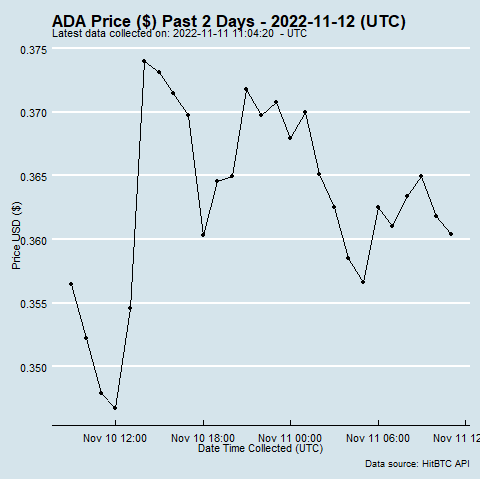 ADA Price ($) Past 2 Days - 2022-11-12 (UTC)
Latest data collected on: 2022-11-11 11:04:20  - UTC
0.375
0.370
0.365
0.360
0.355
0.350
Price USD ($)
Nov 10 12:00 Nov 10 18:00 Nov 11 00:00 Nov 11 06:00 Nov 11 12
Date Time Collected (UTC)
Data source: HitBTC API